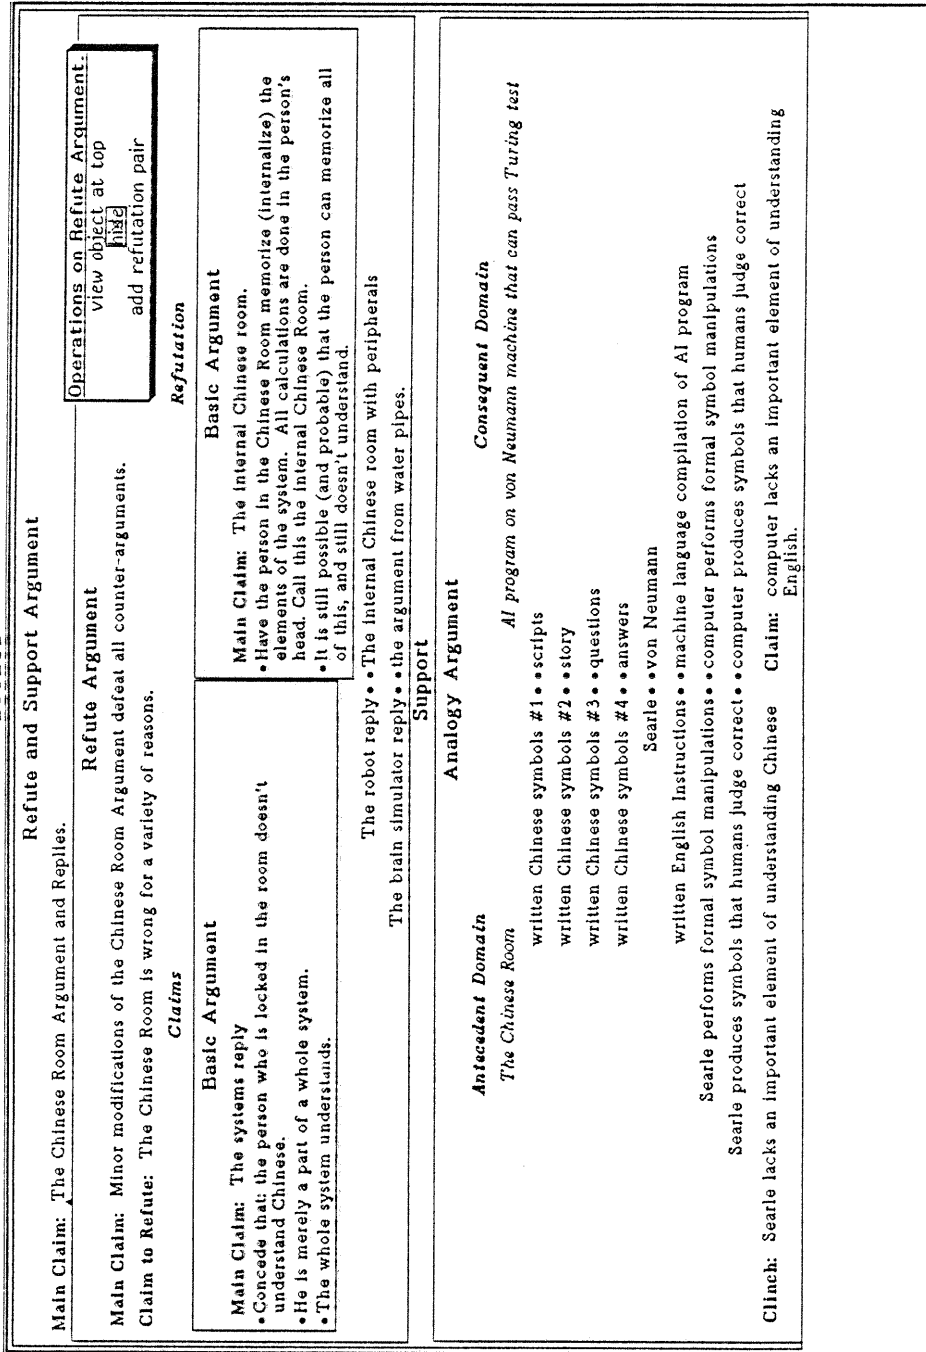 Refute and Support Argument
Main Claim: The Chinese Room Argument and Replies.
Refute Argument
Main Claim: Minor modifications of the Chinese Room Argument defeat all counter-arguments.
Claim to Refute: The Chinese Room is wrong for a variety of reasons.
Operations on Refute Argument.
view object at top
hide
add refutation pair
Claims
Refutation
Basic Argument
Main Claim: The systems reply
• Concede that: the person who is locked in the room doesn't
understand Chinese.
• He is merely a part of a whole system.
• The whole system understands.
Basic Argument
Main Claim: The internal Chinese room.
• Have the person in the Chinese Room memorize (internalize) the
elements of the system. All calculations are done in the person's
head. Call this the internal Chinese Room.
• It is still possible (and probable) that the person can memorize all
of this, and still doesn't understand.
The robot reply • • The internal Chinese room with peripherals
The brain simulator reply • • the argument from water pipes.
Support
Analogy Argument
Antecedent Domain Consequent Domain
The Chinese Room AI program on von Neumann machine that can pass Turing test
written Chinese symbols #1 • • scripts
written Chinese symbols #2 • • story
written Chinese symbols #3 • • questions
written Chinese symbols #4 • • answers
Searle • • von Neumann
written English Instructions • • machine language compilation of AI program
Searle performs formal symbol manipulations • • computer performs formal symbol manipulations
Searle produces symbols that humans judge correct • • computer produces symbols that humans judge correct
Clinch: Searle lacks an important element of understanding Chinese Claim: computer lacks an important element of understanding
English.